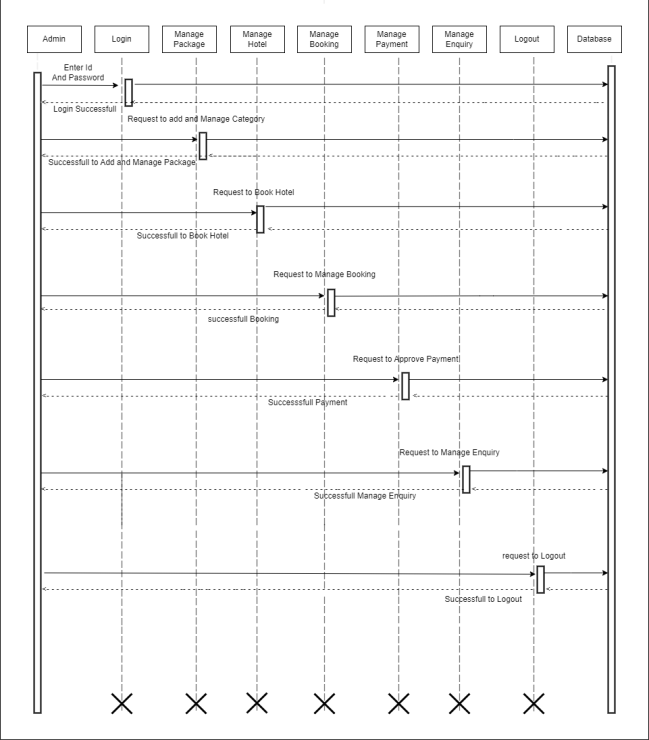 Admin
Login
Manage
Package
Manage
Hotel
Manage
Booking
Manage
Payment
Manage
Enquiry
Logout
Database
Enter Id
And Password
Login Successfull
Request to add and Manage Category
Successfull to Add and Manage Package
Request to Book Hotel
Successfull to Book Hotel
Request to Manage Booking
successfull Booking
Request to Approve Payment
Successsfull Payment
Request to Manage Enquiry
Successfull Manage Enquiry
request to Logout
Successfull to Logout